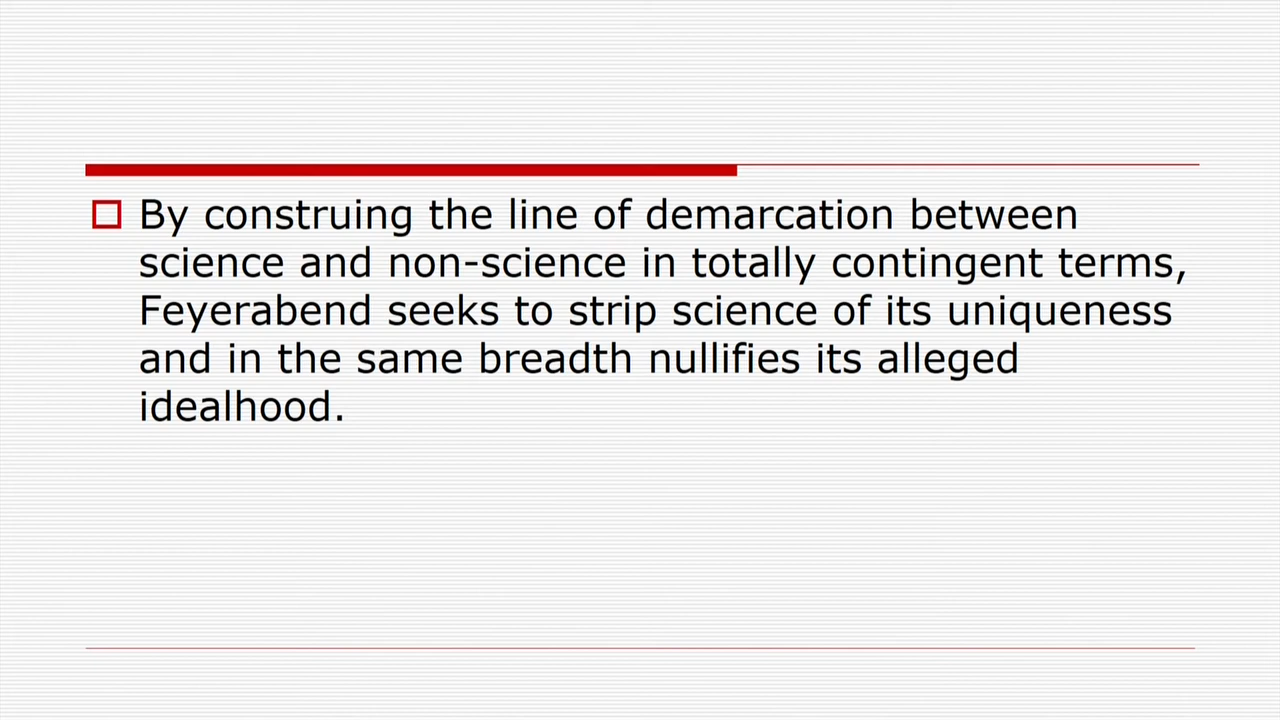 By construing the line of demarcation between
science and non-science in totally contingent terms,
Feyerabend seeks to strip science of its uniqueness
and in the same breadth nullifies its alleged
idealhood.